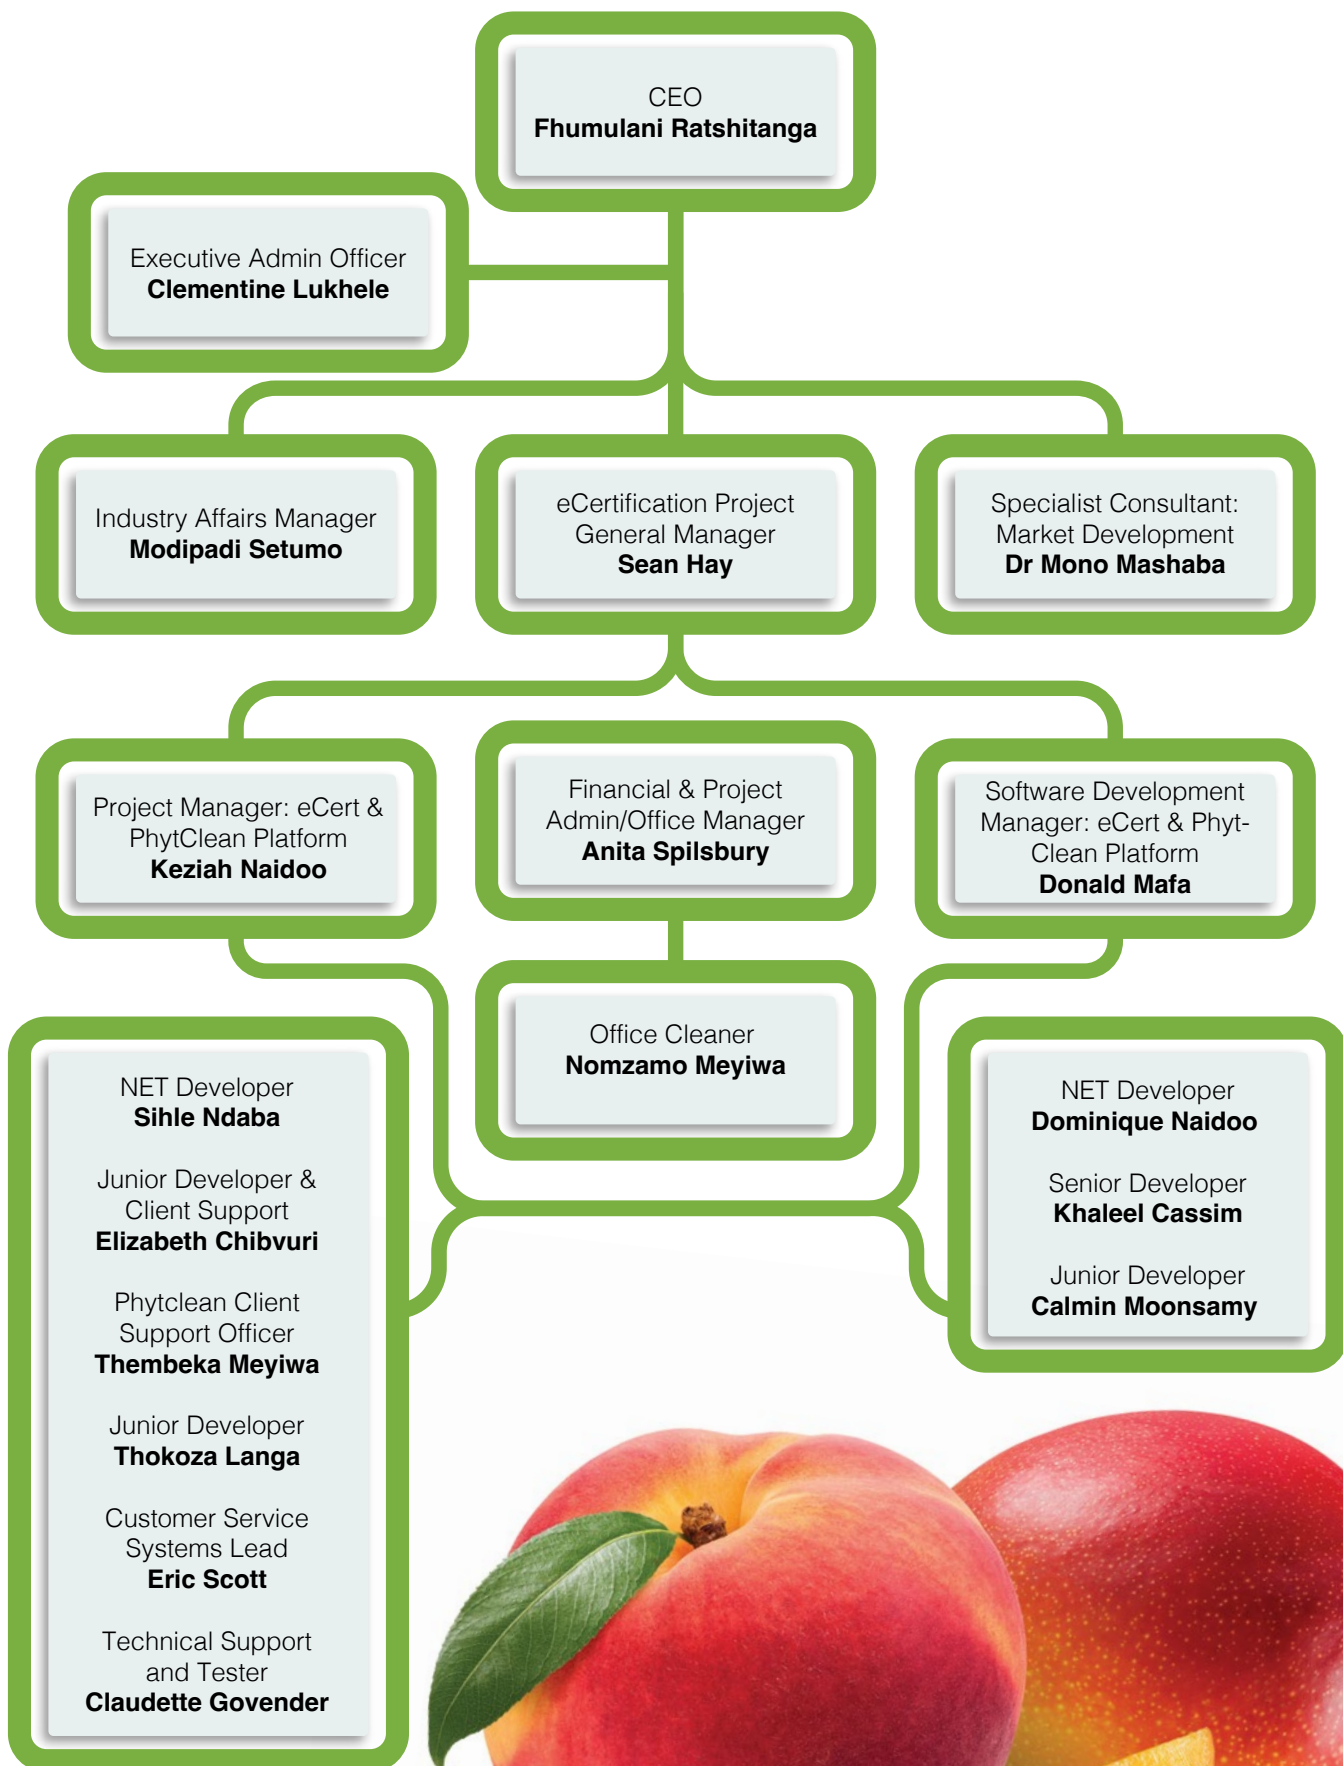 CEO
Fhumulani Ratshitanga
Executive Admin Officer
Clementine Lukhele
Industry Affairs Manager
Modipadi Setumo
eCertification Project
General Manager
Sean Hay
Specialist Consultant:
Market Development
Dr Mono Mashaba
Project Manager: eCert &
PhytClean Platform
Keziah Naidoo
Financial & Project
Admin/Office Manager
Anita Spilsbury
Software Development
Manager: eCert & Phyt-
Clean Platform
Donald Mafa
Office Cleaner
Nomzamo Meyiwa
NET Developer
Sihle Ndaba
Junior Developer &
Client Support
Elizabeth Chibvuri
Phytclean Client
Support Officer
Thembeka Meyiwa
Junior Developer
Thokoza Langa
Customer Service
Systems Lead
Eric Scott
Technical Support
and Tester
Claudette Govender
NET Developer
Dominique Naidoo
Senior Developer
Khaleel Cassim
Junior Developer
Calmin Moonsamy